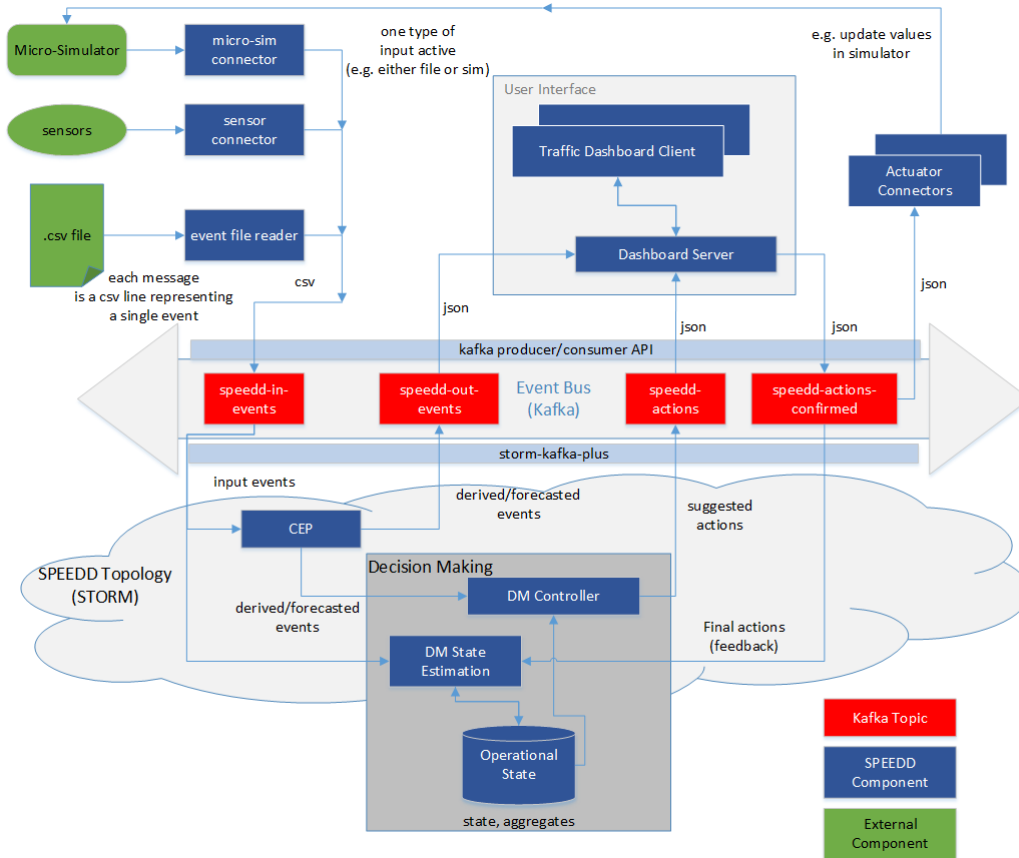 Micro-Simulator
micro-sim
connector
one type of
input active
(e.g. either file or sim)
e.g. update values
in simulator
User Interface
sensors
sensor
connector
Traffic Dashboard Client
Actuator
Connectors
.csv file
event file reader
Dashboard Server
each message
is a csv line representing
a single event
csv
json
json
json
json
kafka producer/consumer API
speedd-in-
events
speedd-out-
events
Event Bus
(Kafka)
speedd-
actions
speedd-actions-
confirmed
storm-kafka-plus
input events
derived/forecasted
events
suggested
actions
CEP
SPEEDD Topology
(STORM)
Decision Making
DM Controller
derived/forecasted
events
Final actions
(feedback)
DM State
Estimation
Operational
State
state, aggregates
Kafka Topic
SPEEDD
Component
External
Component